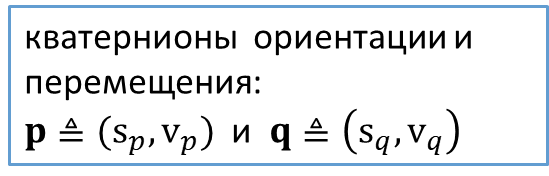 кватернионы ориентации и
перемещения:
p ≜ (s_p, v_p) и q ≜ (s_q, v_q)